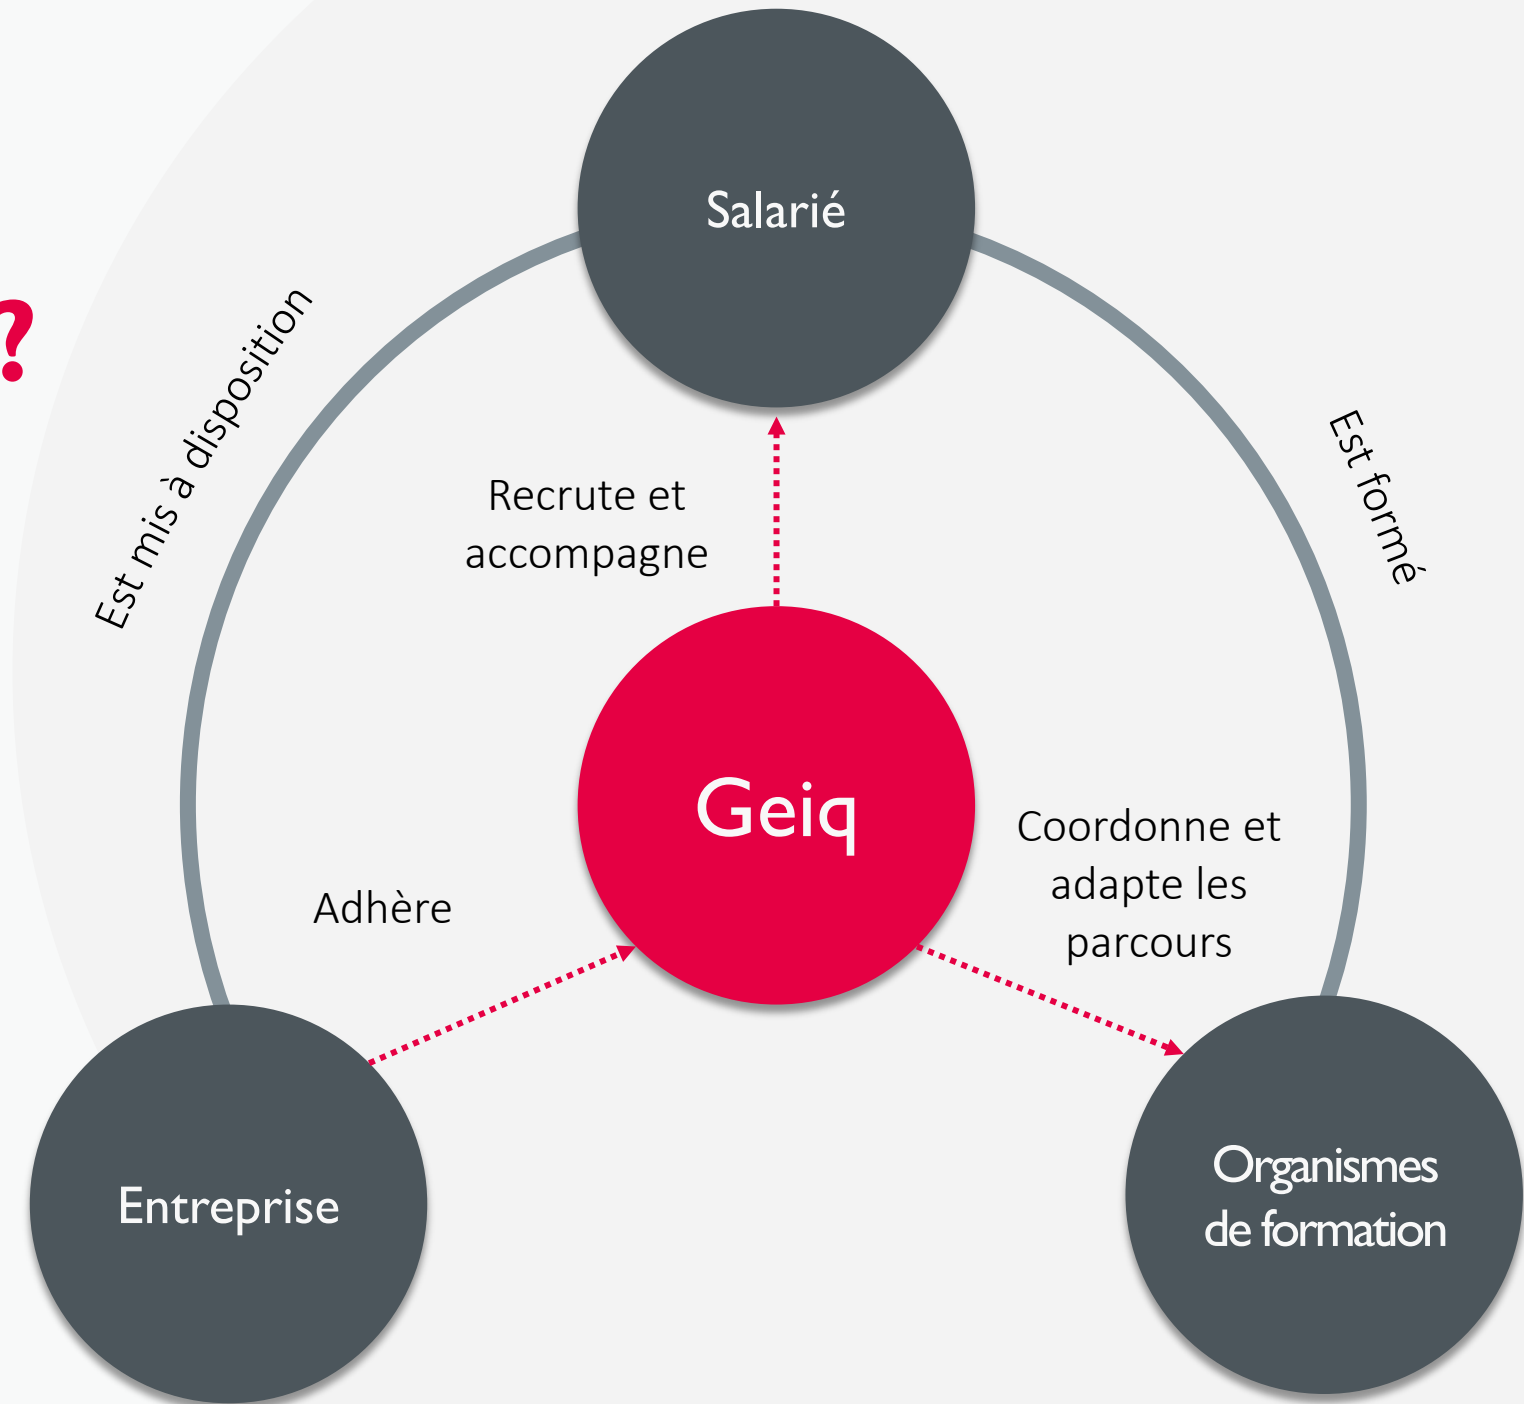 Salarié
?
Est mis à disposition
Est formé
Recrute et
accompagne
Geiq
Coordonne et
adapte les
parcours
Adhère
Entreprise
Organismes
de formation